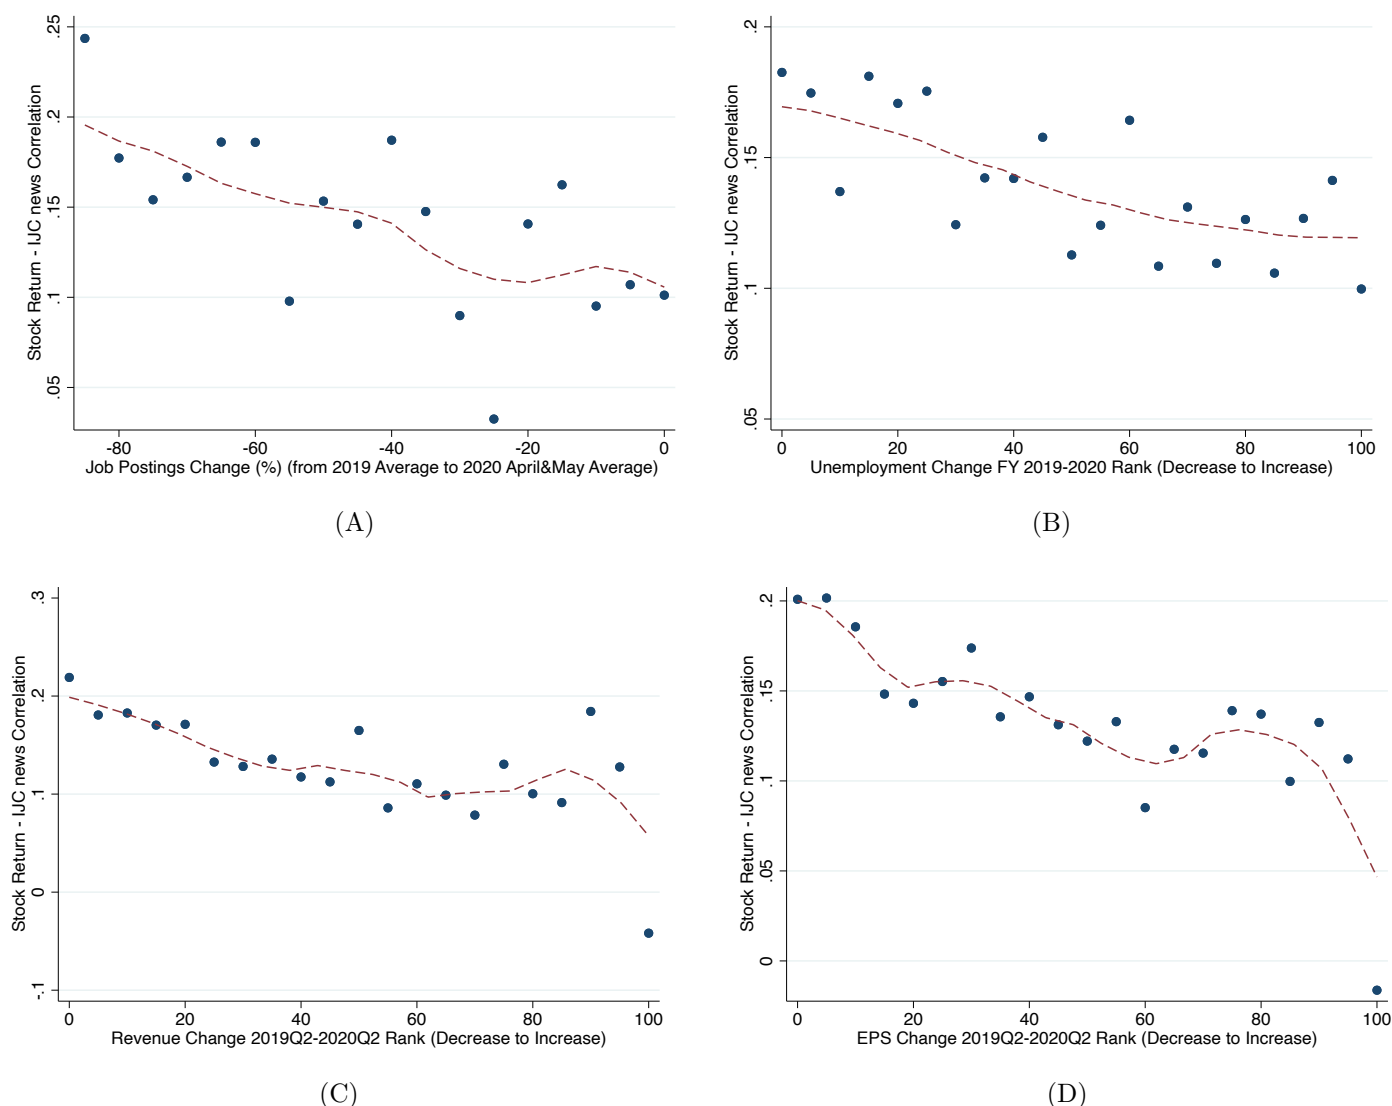 Stock Return - IJC news Correlation
.25
.2
.15
.1
.05
-80 -60 -40 -20 0
Job Postings Change (%) (from 2019 Average to 2020 April&May Average)
(A)
Stock Return - IJC news Correlation
.2
.15
.1
.05
0 20 40 60 80 100
Unemployment Change FY 2019-2020 Rank (Decrease to Increase)
(B)
Stock Return - IJC news Correlation
.3
.2
.1
0
-.1
0 20 40 60 80 100
Revenue Change 2019Q2-2020Q2 Rank (Decrease to Increase)
(C)
Stock Return - IJC news Correlation
.2
.15
.1
.05
0
0 20 40 60 80 100
EPS Change 2019Q2-2020Q2 Rank (Decrease to Increase)
(D)